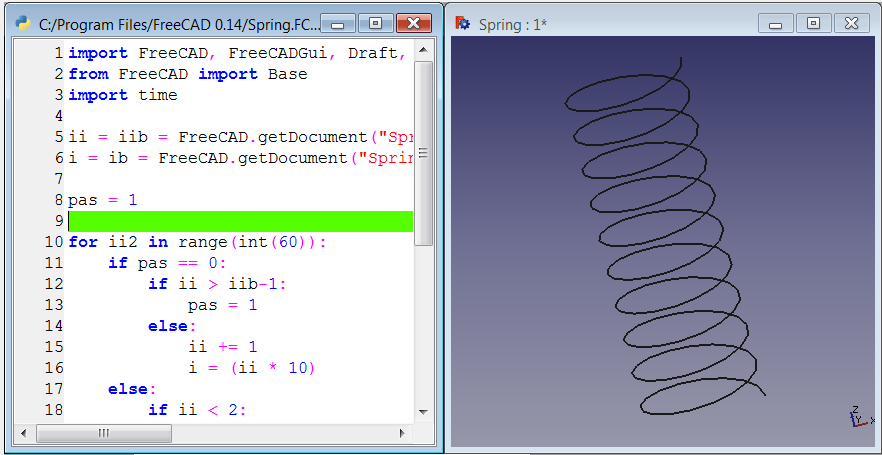 C:/Program Files/FreeCAD 0.14/Spring.FC...
1 import FreeCAD, FreeCADGui, Draft,
2 from FreeCAD import Base
3 import time
4
5 ii = iib = FreeCAD.getDocument("Spr
6 i = ib = FreeCAD.getDocument("Sprin
7
8 pas = 1
9
10 for ii2 in range(int(60)):
11 if pas == 0:
12 if ii > iib-1:
13 pas = 1
14 else:
15 ii += 1
16 i = (ii * 10)
17 else:
18 if ii < 2:
Spring : 1*
Z
Y
x